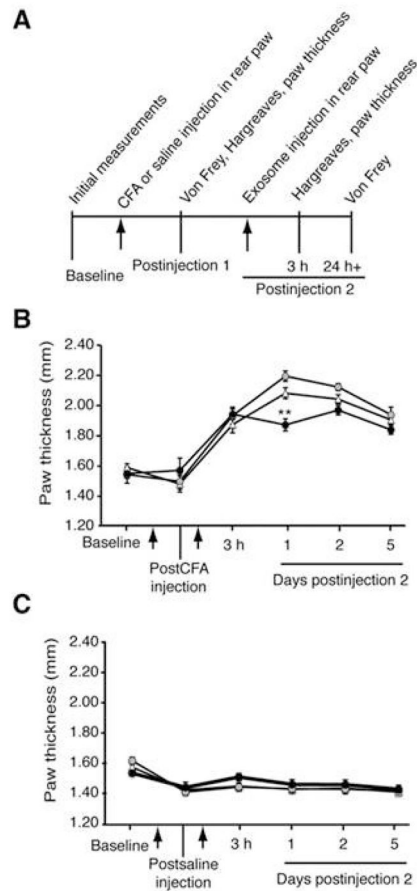 A
Initial measurements
CFA or saline injection in rear paw
Von Frey, Hargreaves, paw thickness
Exosome injection in rear paw
Hargreaves, paw thickness
Von Frey
Baseline
Postinjection 1
3 h
24 h+
Postinjection 2
B
Paw thickness (mm)
2.40
2.20
2.00
1.80
1.60
1.40
1.20
**
Baseline
PostCFA
injection
3 h
1
2
5
Days postinjection 2
C
Paw thickness (mm)
2.40
2.20
2.00
1.80
1.60
1.40
1.20
Baseline
Postsaline
injection
3 h
1
2
5
Days postinjection 2